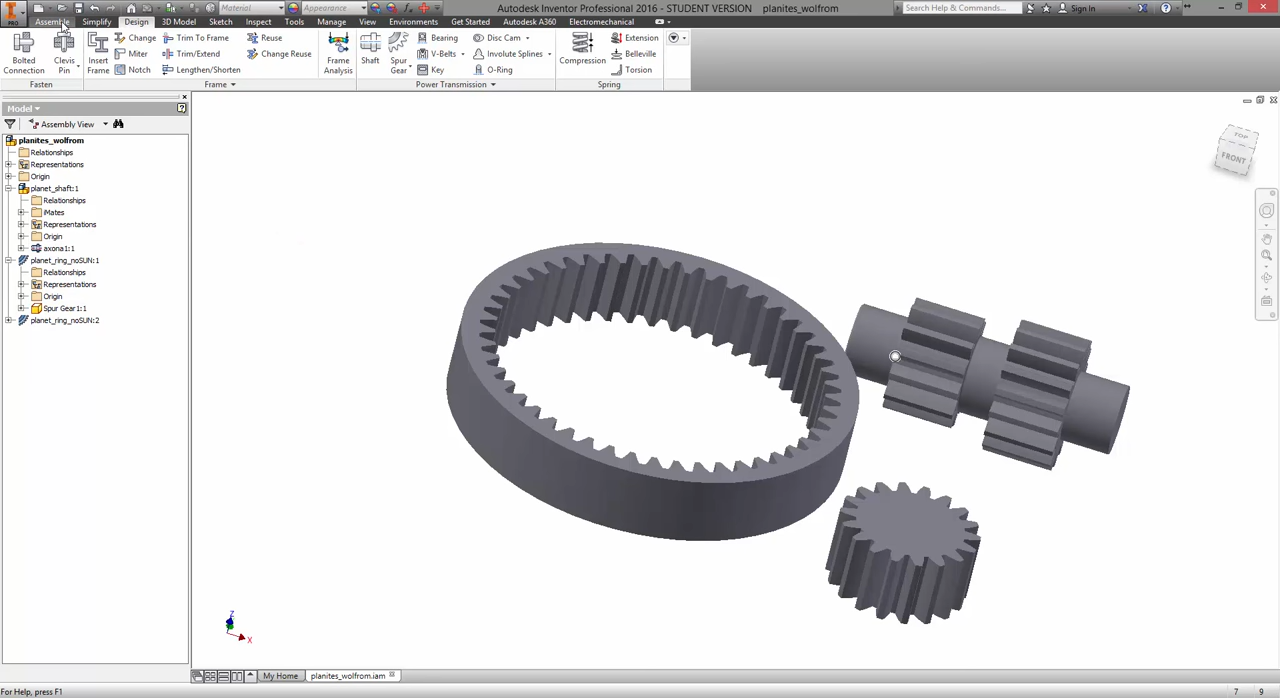 Material
Appearance
Autodesk Inventor Professional 2016 - STUDENT VERSION planites_wolfrom
Search Help & Commands...
Sign In
PRO
Assemble Simplify Design 3D Model Sketch Inspect Tools Manage View Environments Get Started Autodesk A360 Electromechanical
Bolted Connection
Clevis Pin
Insert Frame
Change
Miter
Notch
Trim To Frame
Trim/Extend
Lengthen/Shorten
Reuse
Change Reuse
Frame Analysis
Shaft
Spur Gear
Bearing
V-Belts
Key
Disc Cam
Involute Splines
O-Ring
Compression
Extension
Belleville
Torsion
Fasten
Frame
Power Transmission
Spring
Model
Assembly View
planites_wolfrom
Relationships
Representations
Origin
planet_shaft:1
Relationships
iMates
Representations
Origin
axona1:1
planet_ring_noSUN:1
Relationships
Representations
Origin
Spur Gear1:1
planet_ring_noSUN:2
TOP
FRONT
Z
X
My Home
planites_wolfrom.iam
For Help, press F1
7 9